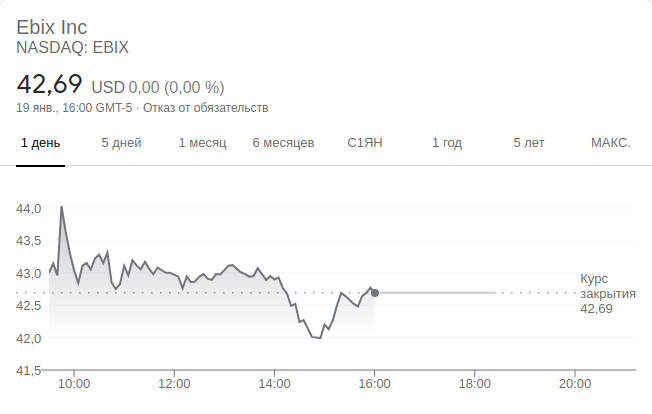 Ebix Inc
NASDAQ: EBIX
42,69 USD 0,00 (0,00 %)
19 янв., 16:00 GMT-5 · Отказ от обязательств
1 день 5 дней 1 месяц 6 месяцев С1ЯН 1 год 5 лет МАКС.
44,0
43,5
43,0
42,5
42,0
41,5
Курс
закрытия
42,69
10:00 12:00 14:00 16:00 18:00 20:00